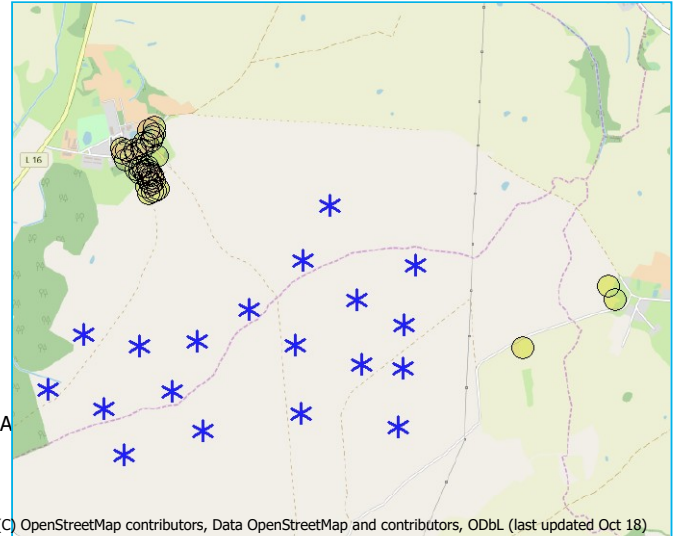 L 16
A
(C) OpenStreetMap contributors, Data OpenStreetMap and contributors, ODbL (last updated Oct 18)